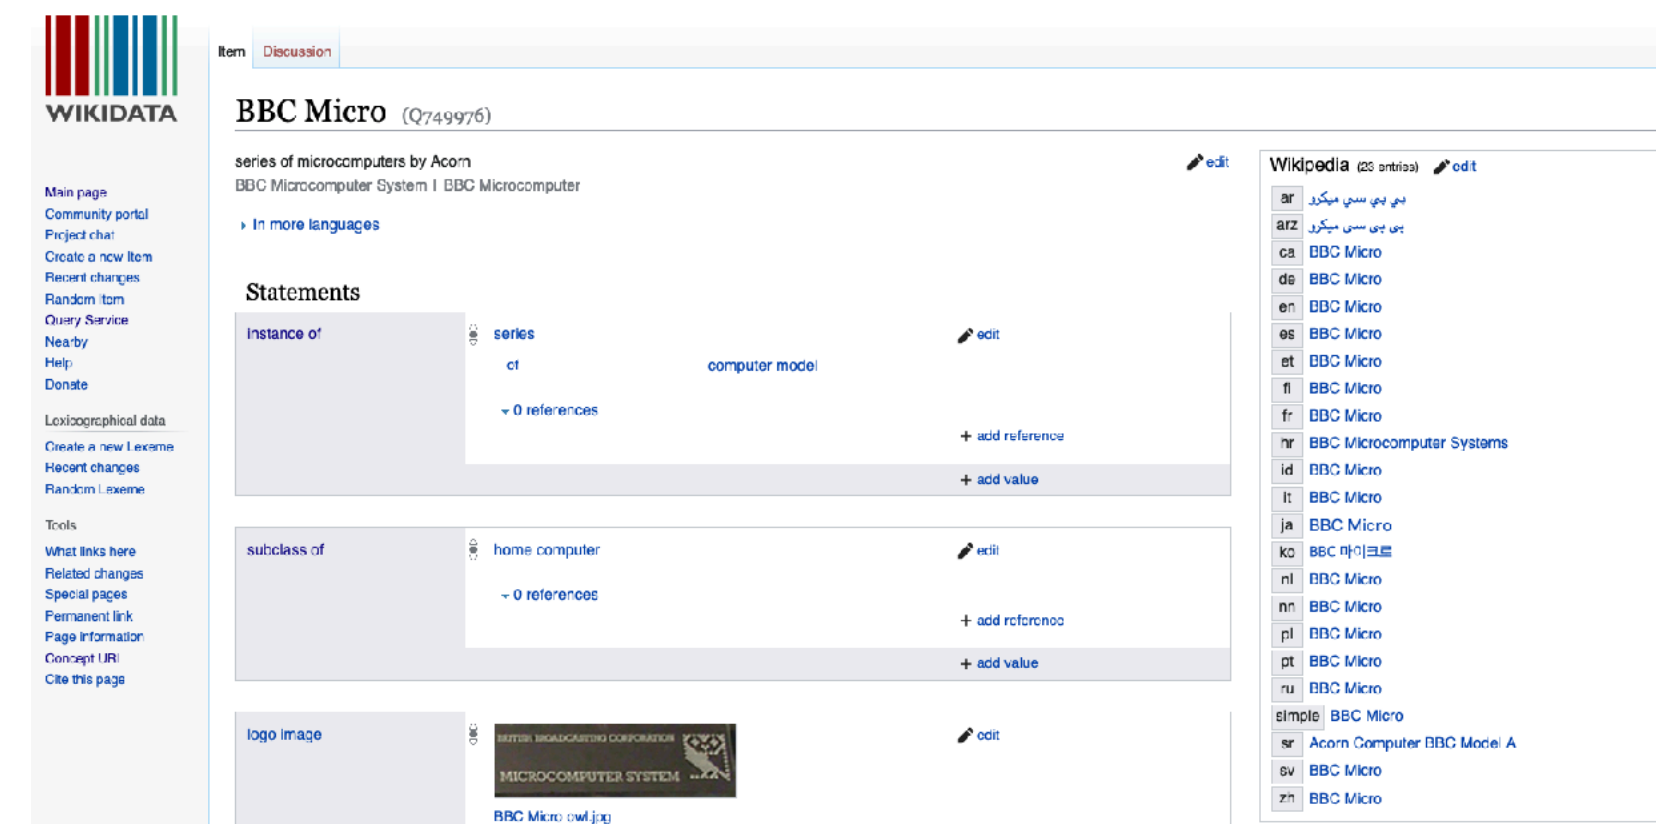 WIKIDATA
Item Discussion
BBC Micro (Q749976)
series of microcomputers by Acorn
edit
BBC Microcomputer System | BBC Microcomputer
In more languages
Main page
Community portal
Project chat
Create a new Item
Recent changes
Random Item
Query Service
Nearby
Help
Donate
Lexicographical data
Create a new Lexeme
Recent changes
Random Lexeme
Tools
What links here
Related changes
Special pages
Permanent link
Page information
Concept URI
Cite this page
Statements
instance of
series
edit
of computer model
0 references
+ add reference
+ add value
subclass of
home computer
edit
0 references
+ add reference
+ add value
logo image
edit
BRITISH BROADCASTING CORPORATION
MICROCOMPUTER SYSTEM
BBC Micro owl.jpg
Wikipedia (23 entries) edit
ar بي بي سي ميكرو
arz بى بى سى ميكرو
ca BBC Micro
de BBC Micro
en BBC Micro
es BBC Micro
et BBC Micro
fi BBC Micro
fr BBC Micro
hr BBC Microcomputer Systems
id BBC Micro
it BBC Micro
ja BBC Micro
ko BBC 마이크로
nl BBC Micro
nn BBC Micro
pl BBC Micro
pt BBC Micro
ru BBC Micro
simple BBC Micro
sr Acorn Computer BBC Model A
sv BBC Micro
zh BBC Micro